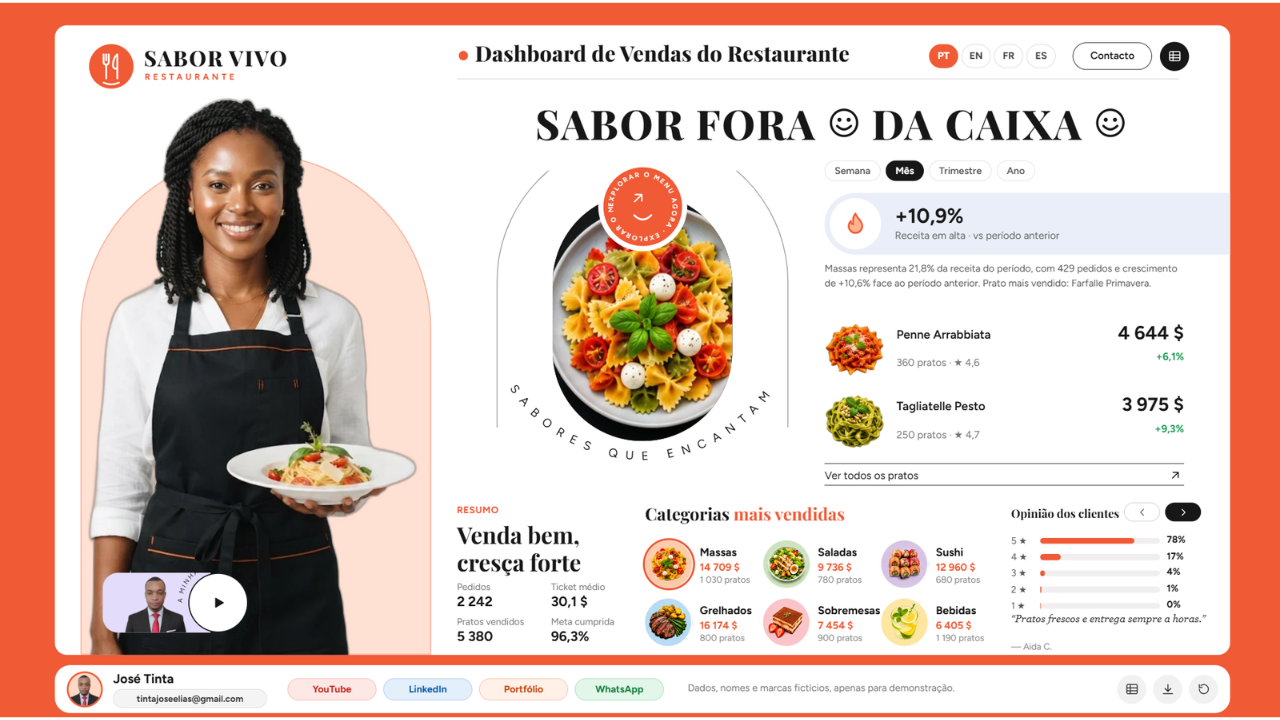 SABOR VIVO
RESTAURANTE
Dashboard de Vendas do Restaurante
PT
EN
FR
ES
Contacto
SABOR FORA DA CAIXA
Semana
Mês
Trimestre
Ano
EXPLORAR O MENU AGORA · EXPLORAR O M
+10,9%
Receita em alta · vs período anterior
Massas representa 21,8% da receita do período, com 429 pedidos e crescimento
de +10,6% face ao período anterior. Prato mais vendido: Farfalle Primavera.
Penne Arrabbiata
4 644 $
360 pratos · ★ 4,6
+6,1%
Tagliatelle Pesto
3 975 $
250 pratos · ★ 4,7
+9,3%
SABORES QUE ENCANTAM
Ver todos os pratos
RESUMO
Venda bem,
cresça forte
Pedidos
2 242
Ticket médio
30,1 $
Pratos vendidos
5 380
Meta cumprida
96,3%
Categorias mais vendidas
Massas
14 709 $
1 030 pratos
Saladas
9 736 $
780 pratos
Sushi
12 960 $
680 pratos
Grelhados
16 174 $
800 pratos
Sobremesas
7 454 $
900 pratos
Bebidas
6 405 $
1 190 pratos
Opinião dos clientes
5 ★ 78%
4 ★ 17%
3 ★ 4%
2 ★ 1%
1 ★ 0%
“Pratos frescos e entrega sempre a horas.”
— Aida C.
A MINH
José Tinta
tintajoseelias@gmail.com
YouTube
LinkedIn
Portfólio
WhatsApp
Dados, nomes e marcas fictícios, apenas para demonstração.